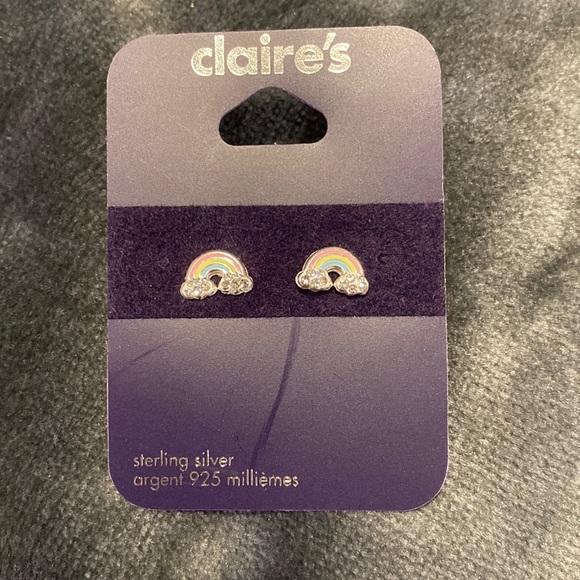 claire's
sterling silver
argent 925 millièmes